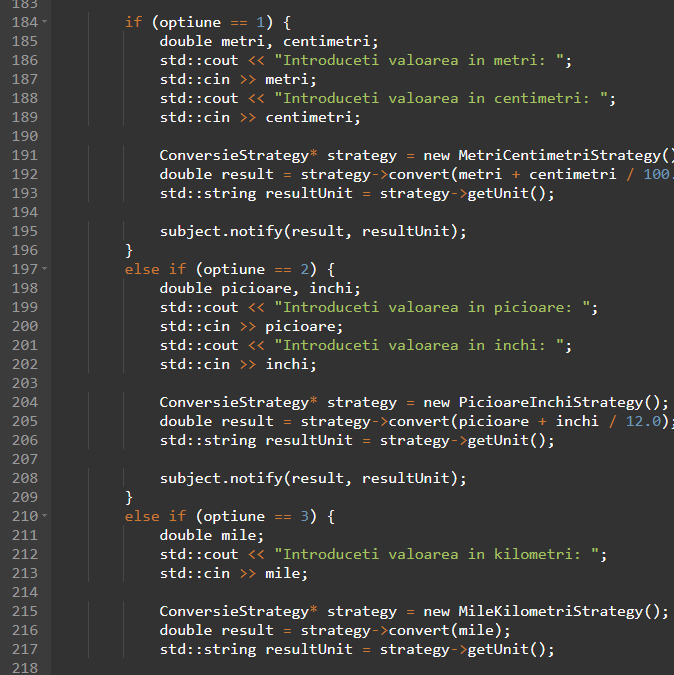 183
184 if (optiune == 1) {
185 double metri, centimetri;
186 std::cout << "Introduceti valoarea in metri: ";
187 std::cin >> metri;
188 std::cout << "Introduceti valoarea in centimetri: ";
189 std::cin >> centimetri;
190
191 ConversieStrategy* strategy = new MetriCentimetriStrategy()
192 double result = strategy->convert(metri + centimetri / 100.
193 std::string resultUnit = strategy->getUnit();
194
195 subject.notify(result, resultUnit);
196 }
197 else if (optiune == 2) {
198 double picioare, inchi;
199 std::cout << "Introduceti valoarea in picioare: ";
200 std::cin >> picioare;
201 std::cout << "Introduceti valoarea in inchi: ";
202 std::cin >> inchi;
203
204 ConversieStrategy* strategy = new PicioareInchiStrategy();
205 double result = strategy->convert(picioare + inchi / 12.0);
206 std::string resultUnit = strategy->getUnit();
207
208 subject.notify(result, resultUnit);
209 }
210 else if (optiune == 3) {
211 double mile;
212 std::cout << "Introduceti valoarea in kilometri: ";
213 std::cin >> mile;
214
215 ConversieStrategy* strategy = new MileKilometriStrategy();
216 double result = strategy->convert(mile);
217 std::string resultUnit = strategy->getUnit();
218